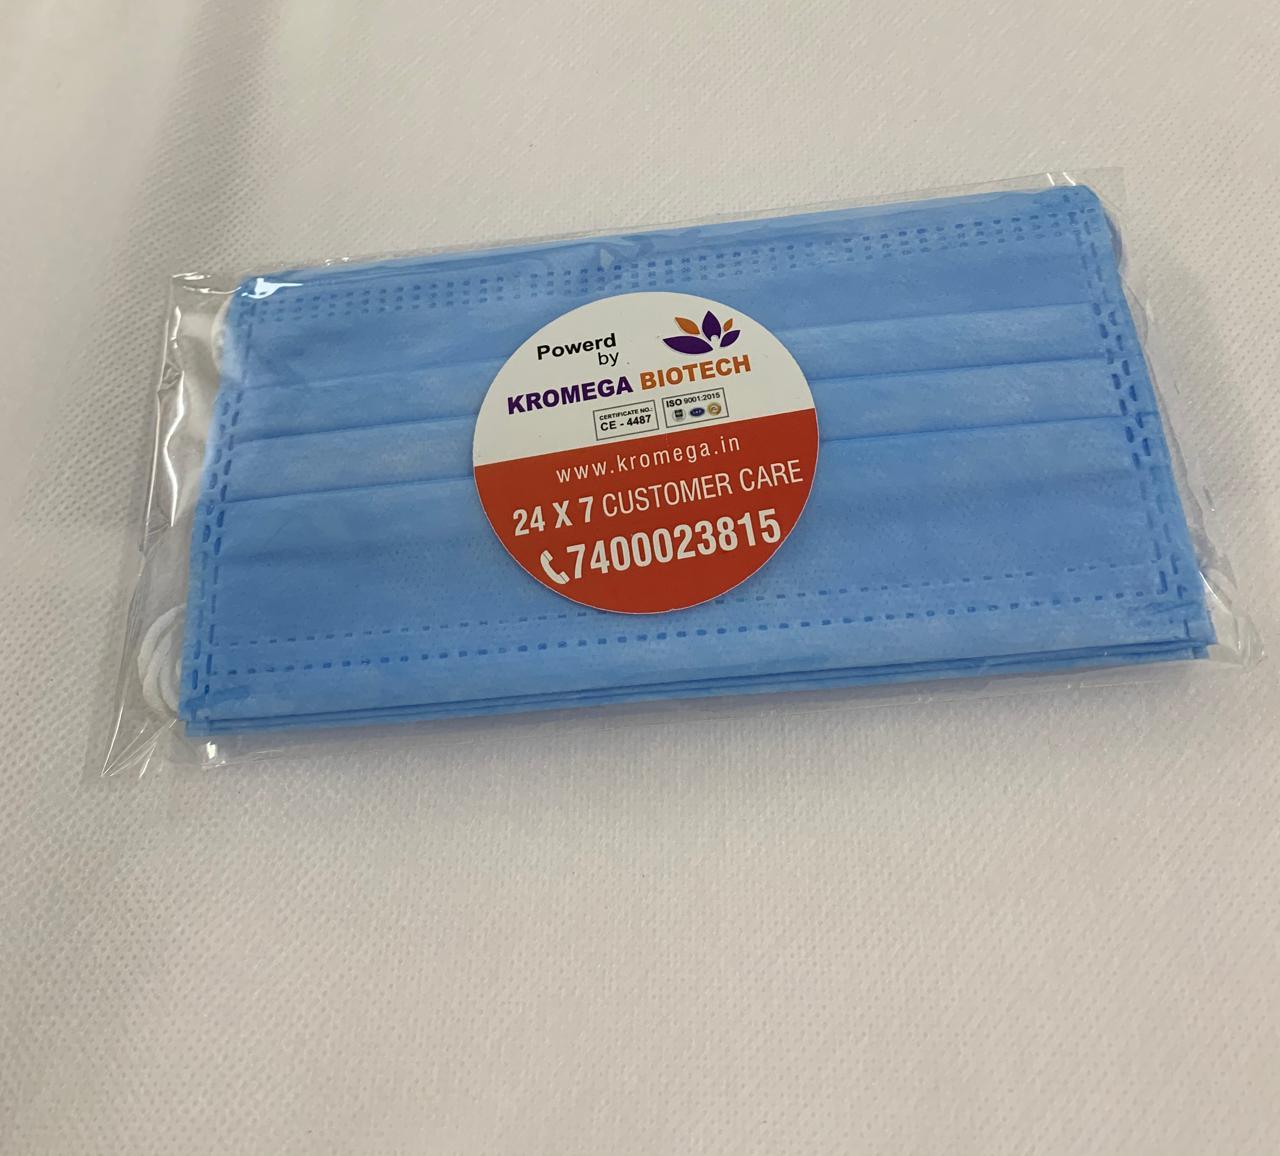 Powerd
by
KROMEGA BIOTECH
CERTIFICATE NO.:
CE - 4487
ISO 9001:2015
www.kromega.in
24 X 7 CUSTOMER CARE
7400023815